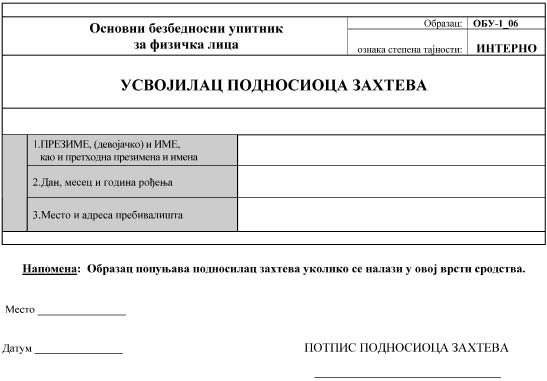 Основни безбедносни упитник
за физичка лица
Образац: ОБУ-1_06
ознака степена тајности: ИНТЕРНО
УСВОЈИЛАЦ ПОДНОСИОЦА ЗАХТЕВА
1.ПРЕЗИМЕ, (девојачко) и ИМЕ,
као и претходна презимена и имена
2.Дан, месец и година рођења
3.Место и адреса пребивалишта
Напомена: Образац попуњава подносилац захтева уколико се налази у овој врсти сродства.
Место _______________
Датум _______________
ПОТПИС ПОДНОСИОЦА ЗАХТЕВА